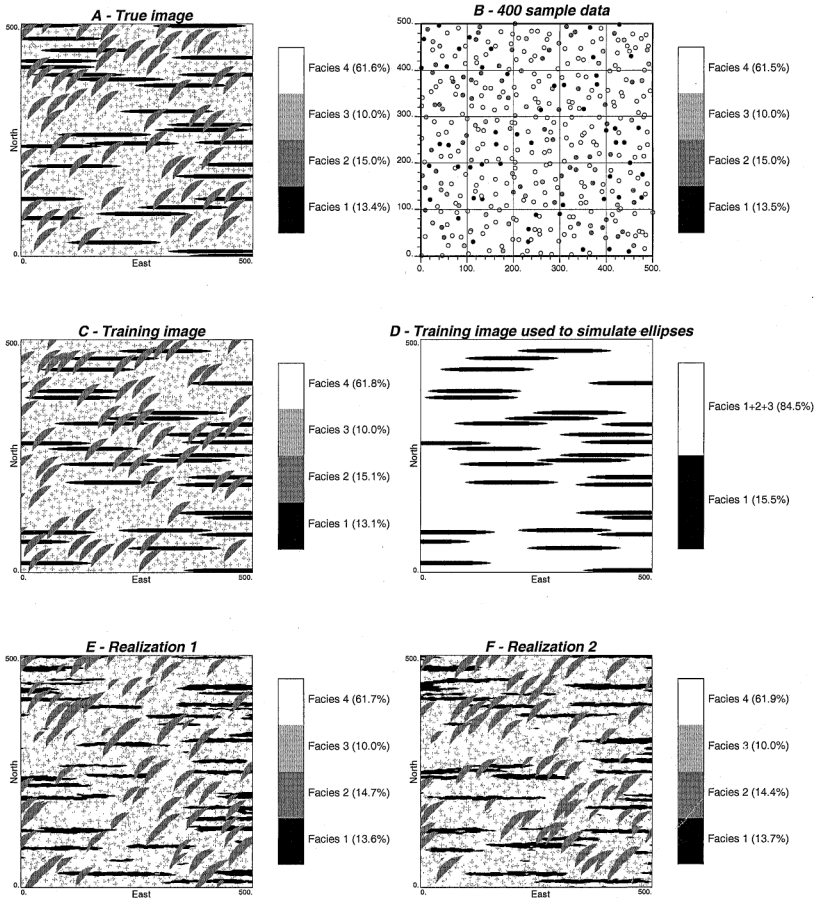 A - True image
500.
North
0.
0.
East
500.
Facies 4 (61.6%)
Facies 3 (10.0%)
Facies 2 (15.0%)
Facies 1 (13.4%)
B - 400 sample data
500.
400.
300.
200.
100.
0.
0.
100.
200.
300.
400.
500.
Facies 4 (61.5%)
Facies 3 (10.0%)
Facies 2 (15.0%)
Facies 1 (13.5%)
C - Training image
500.
North
0.
0.
East
500.
Facies 4 (61.8%)
Facies 3 (10.0%)
Facies 2 (15.1%)
Facies 1 (13.1%)
D - Training image used to simulate ellipses
500.
North
0.
0.
East
500.
Facies 1+2+3 (84.5%)
Facies 1 (15.5%)
E - Realization 1
500.
North
0.
0.
East
500.
Facies 4 (61.7%)
Facies 3 (10.0%)
Facies 2 (14.7%)
Facies 1 (13.6%)
F - Realization 2
500.
North
0.
0.
East
500.
Facies 4 (61.9%)
Facies 3 (10.0%)
Facies 2 (14.4%)
Facies 1 (13.7%)